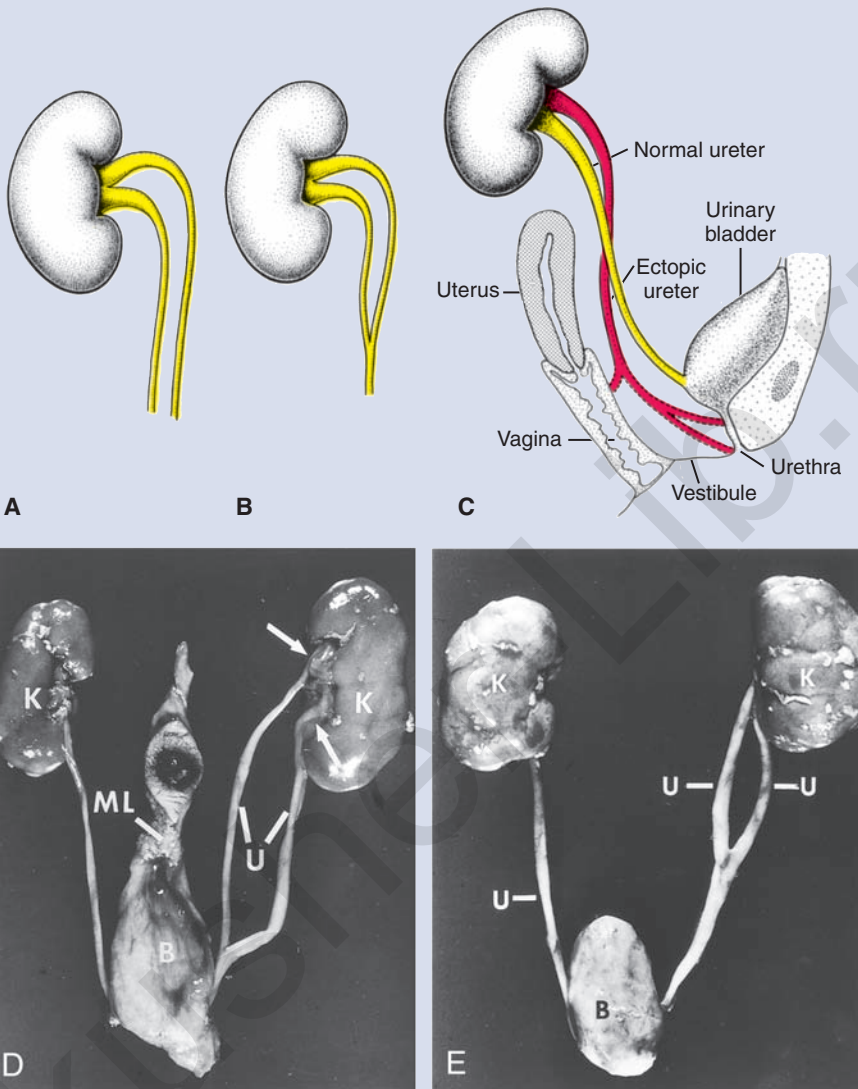 Normal ureter
Urinary
bladder
Ectopic
ureter
Uterus
Vagina
Urethra
Vestibule
A
B
C
K
K
ML
U
B
D
K
K
U
U
U
B
E